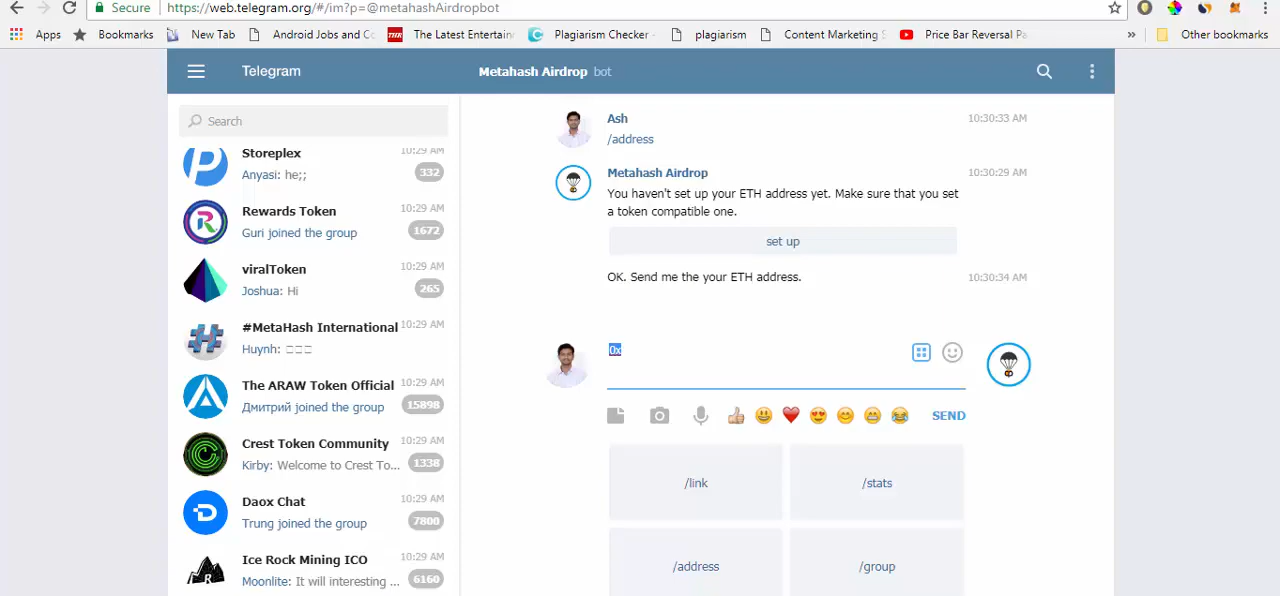 Secure https://web.telegram.org/#/im?p=@metahashAirdropbot
Apps Bookmarks New Tab Android Jobs and Co The Latest Entertain Plagiarism Checker plagiarism Content Marketing Price Bar Reversal Pa » Other bookmarks
Telegram
Metahash Airdrop bot
Search
Storeplex 10:29 AM
Anyasi: he;; 332
Rewards Token 10:29 AM
Guri joined the group 1672
viralToken 10:29 AM
Joshua: Hi 265
#MetaHash International 10:29 AM
Huynh: □□□
The ARAW Token Official 10:29 AM
Дмитрий joined the group 15898
Crest Token Community 10:29 AM
Kirby: Welcome to Crest To... 1338
Daox Chat 10:29 AM
Trung joined the group 7800
Ice Rock Mining ICO 10:29 AM
Moonlite: It will interesting ... 6160
Ash 10:30:33 AM
/address
Metahash Airdrop 10:30:29 AM
You haven't set up your ETH address yet. Make sure that you set
a token compatible one.
set up
OK. Send me the your ETH address. 10:30:34 AM
0x
SEND
/link /stats
/address /group